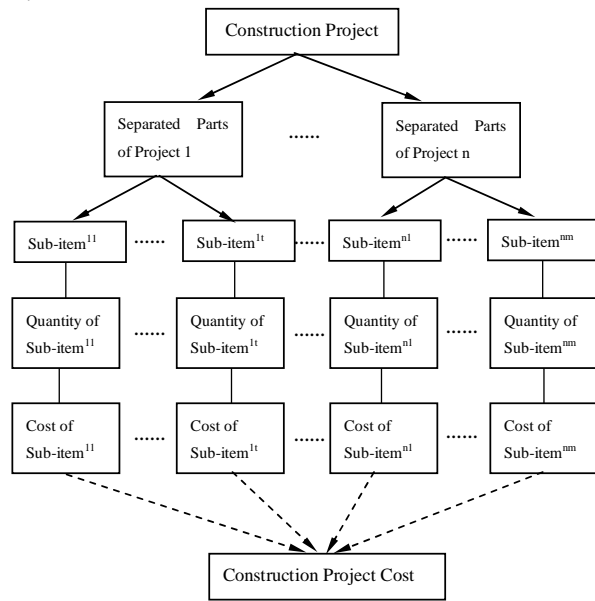 Construction Project
Separated Parts
of Project 1
......
Separated Parts
of Project n
Sub-item¹¹ ...... Sub-item¹ᵗ ...... Sub-itemⁿ¹ ...... Sub-itemⁿᵐ
Quantity of
Sub-item¹¹
......
Quantity of
Sub-item¹ᵗ
......
Quantity of
Sub-itemⁿ¹
......
Quantity of
Sub-itemⁿᵐ
Cost of
Sub-item¹¹
......
Cost of
Sub-item¹ᵗ
......
Cost of
Sub-itemⁿ¹
......
Cost of
Sub-itemⁿᵐ
Construction Project Cost